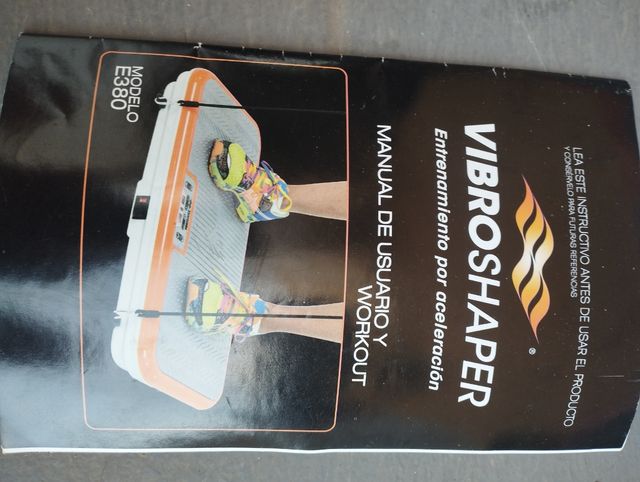 LEA ESTE INSTRUCTIVO ANTES DE USAR EL PRODUCTO
Y CONSÉRVELO PARA FUTURAS REFERENCIAS
®
VIBROSHAPER
Entrenamiento por aceleración
MANUAL DE USUARIO Y
WORKOUT
MODELO
E380